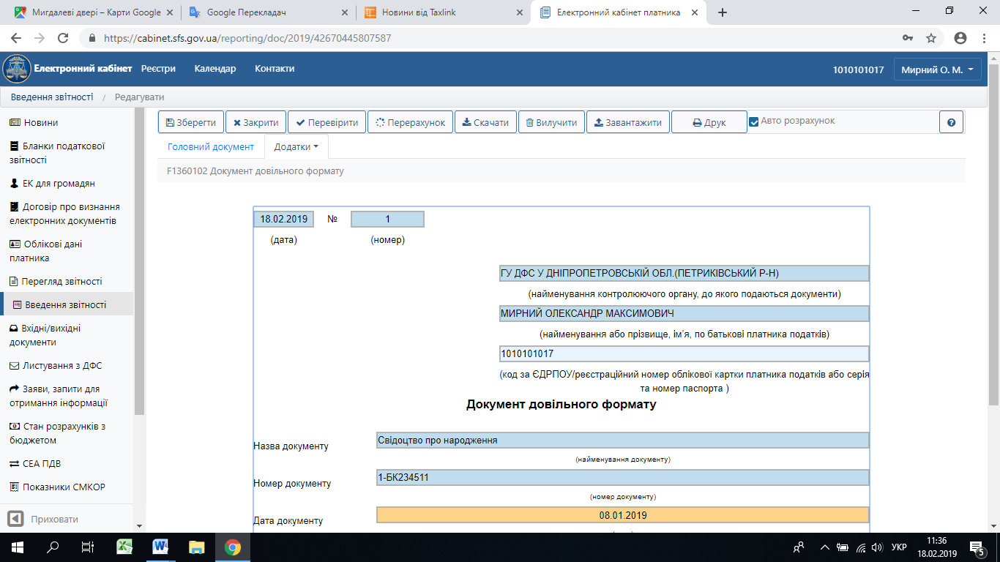 Мигдалеві двері – Карти Google
Google Перекладач
Новини від Taxlink
Електронний кабінет платника
https://cabinet.sfs.gov.ua/reporting/doc/2019/42670445807587
Електронний кабінет Реєстри Календар Контакти 1010101017 Мирний О. М.
Введення звітності / Редагувати
Новини
Бланки податкової
звітності
ЕК для громадян
Договір про визнання
електронних документів
Облікові дані
платника
Перегляд звітності
Введення звітності
Вхідні/вихідні
документи
Листування з ДФС
Заяви, запити для
отримання інформації
Стан розрахунків з
бюджетом
СЕА ПДВ
Показники СМКОР
Приховати
Зберегти Закрити Перевірити Перерахунок Скачати Вилучити Завантажити Друк Авто розрахунок ?
Головний документ Додатки
F1360102 Документ довільного формату
18.02.2019 № 1
(дата) (номер)
ГУ ДФС У ДНІПРОПЕТРОВСЬКІЙ ОБЛ.(ПЕТРИКІВСЬКИЙ Р-Н)
(найменування контролюючого органу, до якого подаються документи)
МИРНИЙ ОЛЕКСАНДР МАКСИМОВИЧ
(найменування або прізвище, ім’я, по батькові платника податків)
1010101017
(код за ЄДРПОУ/реєстраційний номер облікової картки платника податків або серія
та номер паспорта )
Документ довільного формату
Назва документу Свідоцтво про народження
(найменування документу)
Номер документу 1-БК234511
(номер документу)
Дата документу 08.01.2019
УКР 11:36
18.02.2019 5